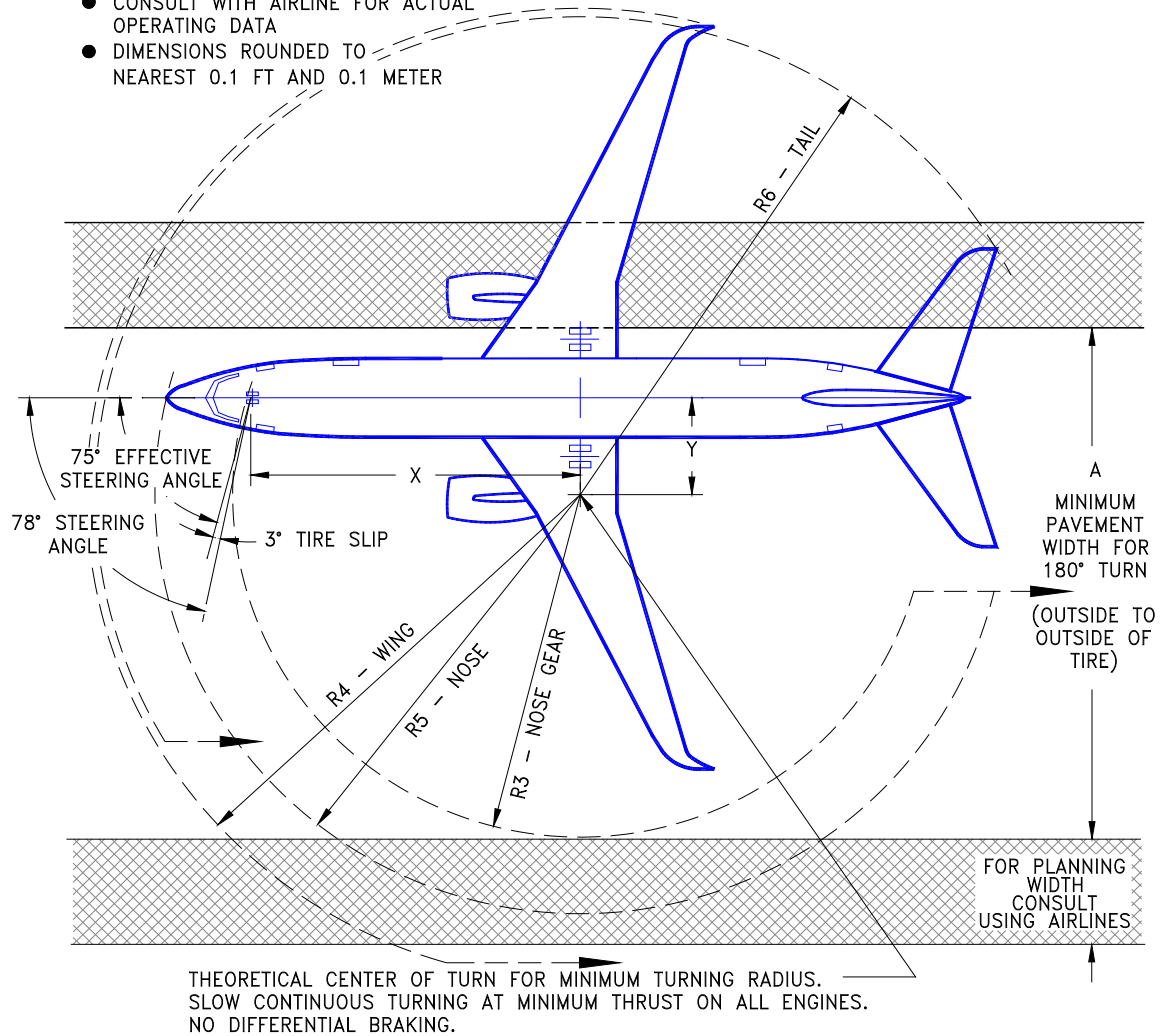 CONSULT WITH AIRLINE FOR ACTUAL
OPERATING DATA
DIMENSIONS ROUNDED TO
NEAREST 0.1 FT AND 0.1 METER
R6 - TAIL
75° EFFECTIVE
STEERING ANGLE
X
Y
A
MINIMUM
PAVEMENT
WIDTH FOR
180° TURN
(OUTSIDE TO
OUTSIDE OF
TIRE)
78° STEERING
ANGLE
3° TIRE SLIP
R4 - WING
R5 - NOSE
R3 - NOSE GEAR
FOR PLANNING
WIDTH
CONSULT
USING AIRLINES
THEORETICAL CENTER OF TURN FOR MINIMUM TURNING RADIUS.
SLOW CONTINUOUS TURNING AT MINIMUM THRUST ON ALL ENGINES.
NO DIFFERENTIAL BRAKING.